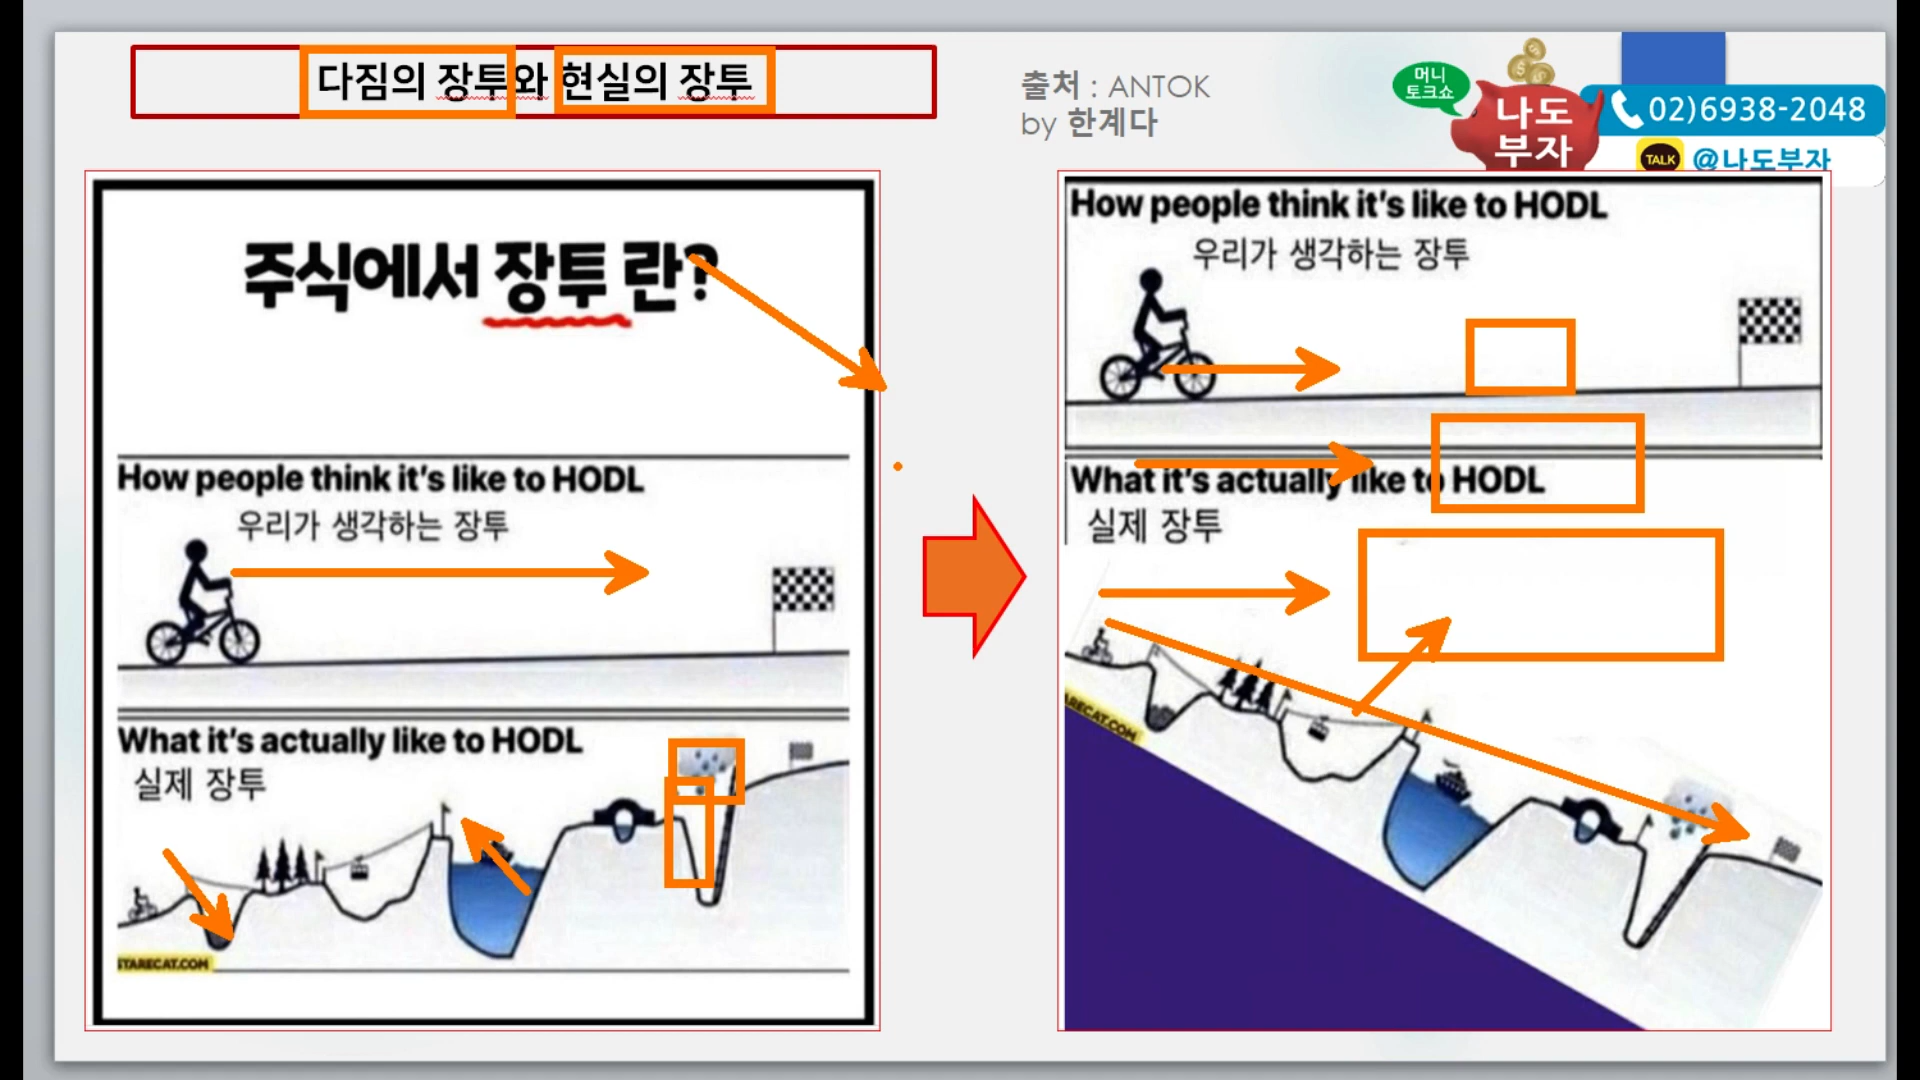 다짐의 장투와 현실의 장투
출처 : ANTOK
by 한계다
머니
토크쇼
나도
부자
02)6938-2048
TALK @나도부자
주식에서 장투란?
How people think it's like to HODL
우리가 생각하는 장투
What it's actually like to HODL
실제 장투
STARECAT.COM
How people think it's like to HODL
우리가 생각하는 장투
What it's actually like to HODL
실제 장투
ARECAT.COM